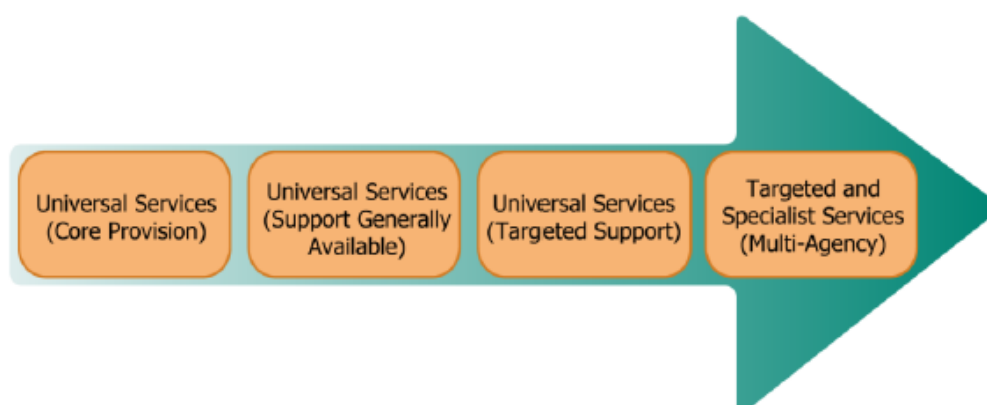 Universal Services
(Core Provision)
Universal Services
(Support Generally
Available)
Universal Services
(Targeted Support)
Targeted and
Specialist Services
(Multi-Agency)